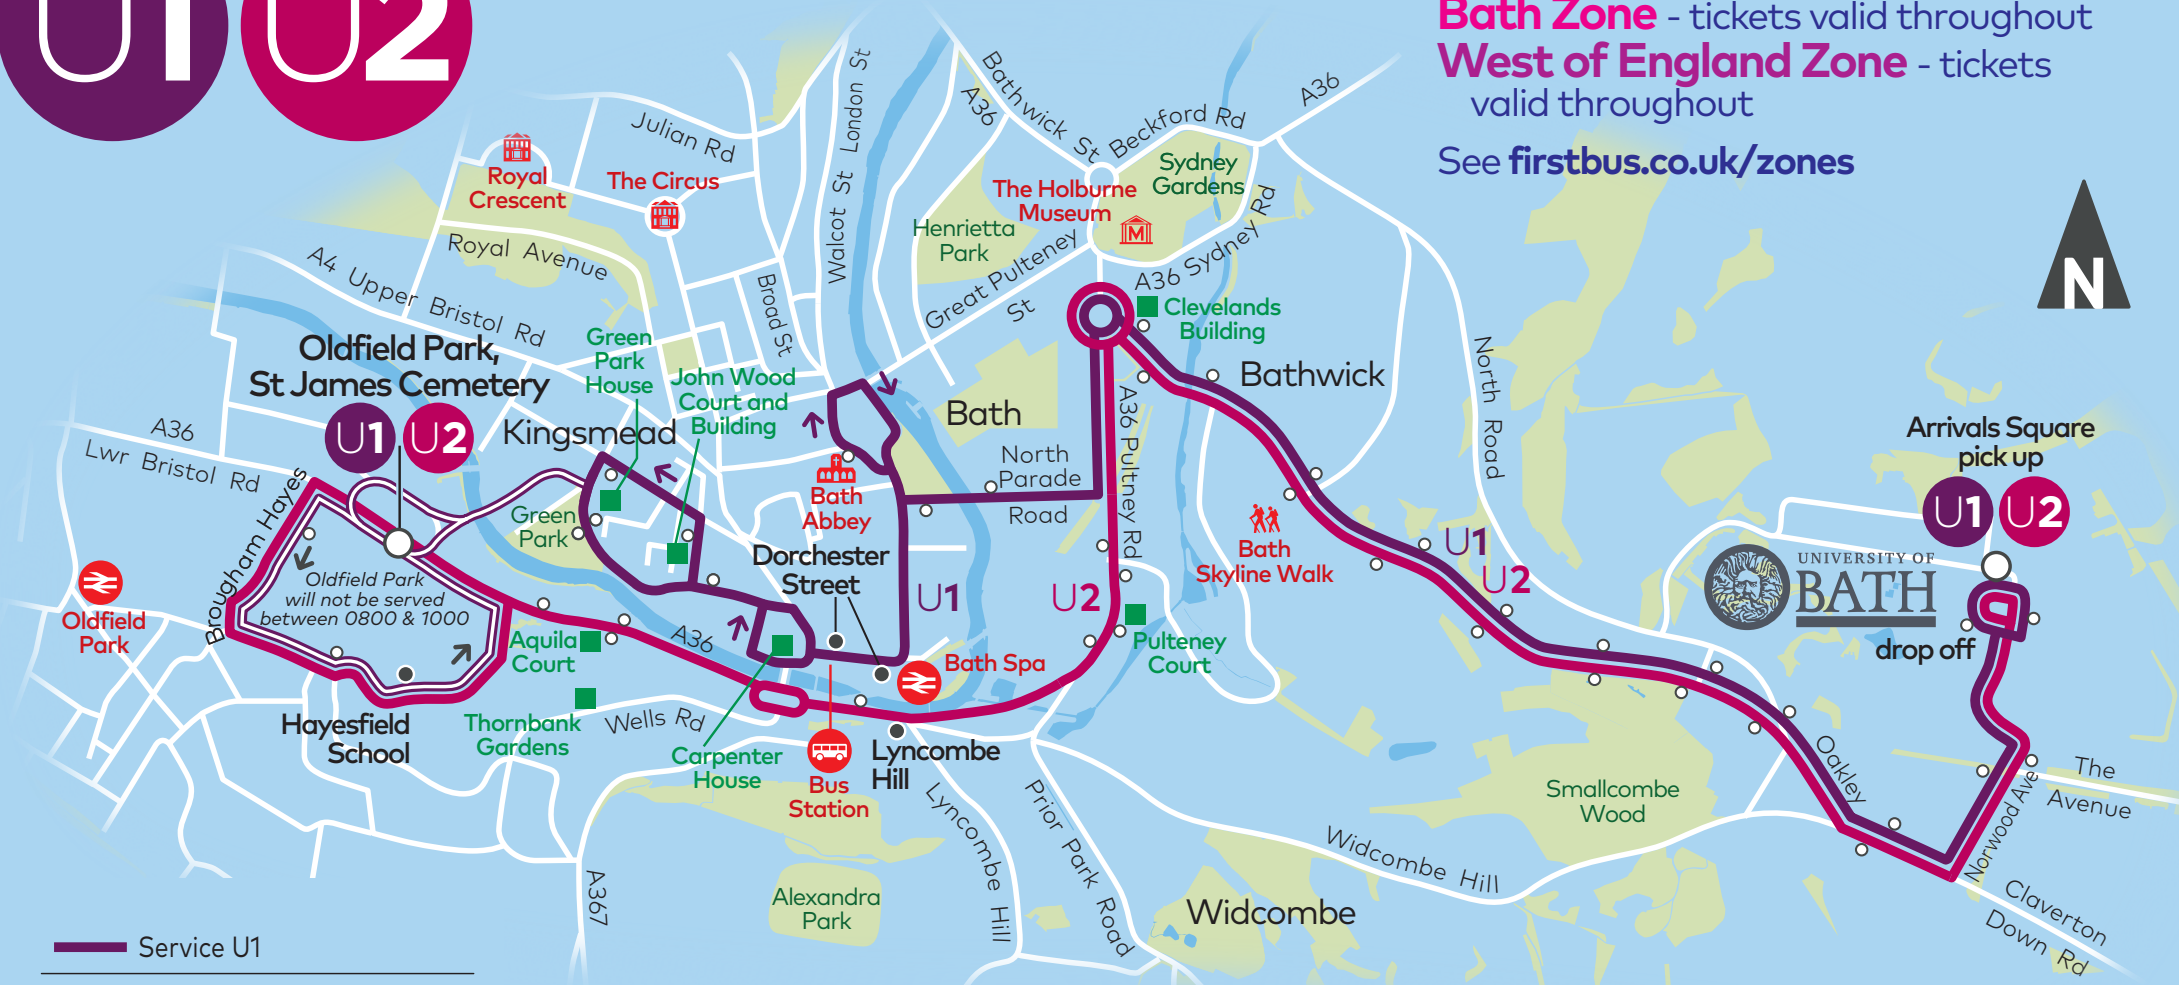 U1 U2
Bath Zone - tickets valid throughout
West of England Zone - tickets
valid throughout
See firstbus.co.uk/zones
N
Julian Rd
Royal
Crescent
The Circus
Royal Avenue
A4 Upper Bristol Rd
Walcot St London St
Broad St
A36
Bathwick St
Beckford Rd
A36
Sydney
Gardens
The Holburne
Museum
M
Henrietta
Park
Great Pulteney
St
A36 Sydney Rd
Clevelands
Building
Bathwick
North Road
Oldfield Park,
St James Cemetery
U1 U2
Green
Park
House
John Wood
Court and
Building
Kingsmead
A36
Lwr Bristol Rd
Brougham Hayes
Green
Park
Bath
North
Parade
Road
A36 Pultney Rd
Bath
Abbey
Dorchester
Street
U1
U2
Bath
Skyline Walk
U1
U2
Arrivals Square
pick up
U1 U2
UNIVERSITY OF
BATH
drop off
Oldfield Park
will not be served
between 0800 & 1000
Oldfield
Park
Aquila
Court
A36
Bath Spa
Pulteney
Court
Hayesfield
School
Thornbank
Gardens
Wells Rd
Carpenter
House
Bus
Station
Lyncombe
Hill
Lyncombe Hill
Prior Park Road
Smallcombe
Wood
Oakley
Norwood Ave
The
Avenue
Widcombe Hill
Widcombe
Alexandra
Park
A367
Claverton
Down Rd
Service U1